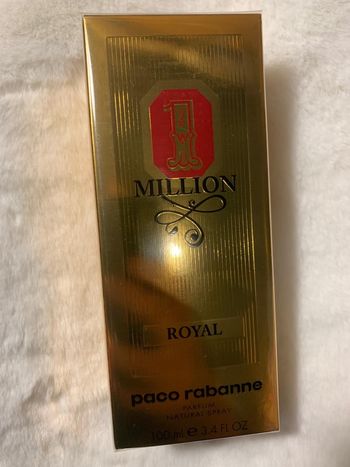 1
MILLION
ROYAL
paco rabanne
PARFUM
NATURAL SPRAY
100 ml e 3.4 FL OZ